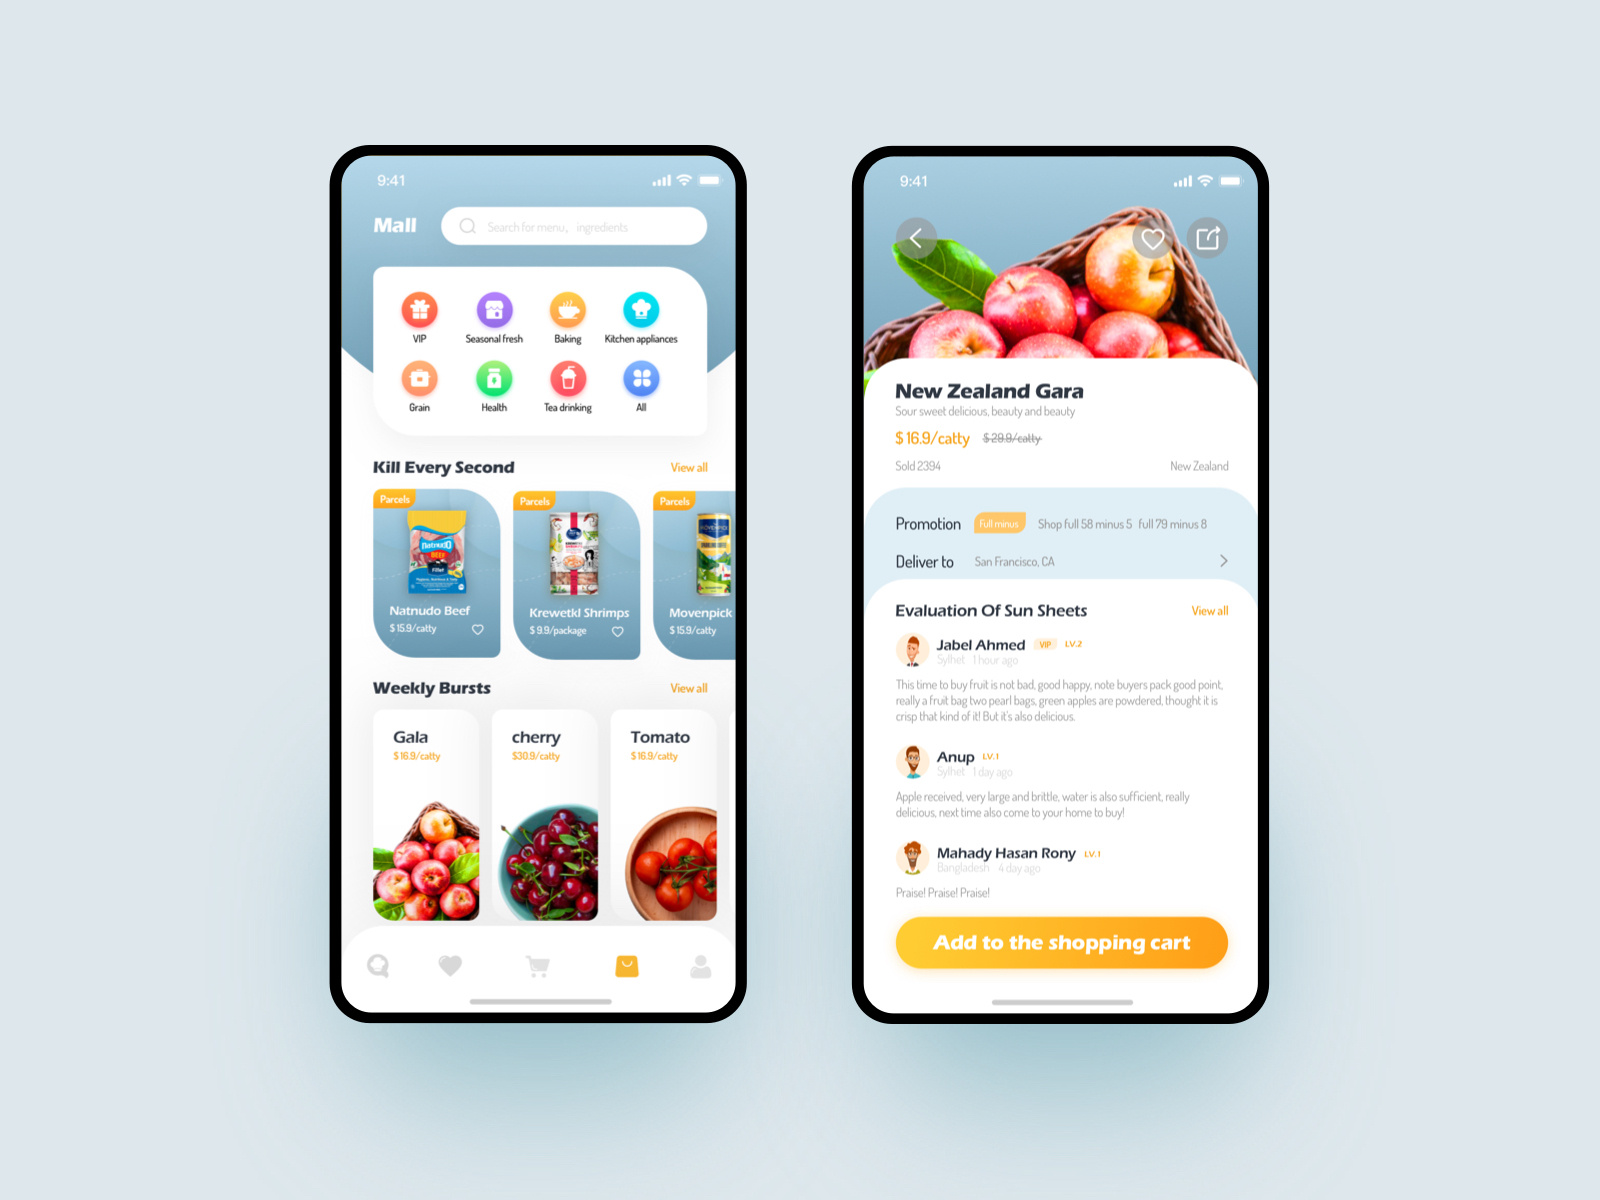 9:41
Mall
Search for menu, ingredients
VIP
Seasonal fresh
Baking
Kitchen appliances
Grain
Health
Tea drinking
All
Kill Every Second
View all
Parcels
Natnudo
BEEF
Fillet
Natnudo Beef
$ 15.9/catty
Parcels
Krewetkl Shrimps
$ 9.9/package
Parcels
Movenpick
$ 15.9/catty
Weekly Bursts
View all
Gala
$ 16.9/catty
cherry
$30.9/catty
Tomato
$ 16.9/catty
9:41
New Zealand Gara
Sour sweet delicious, beauty and beauty
$ 16.9/catty $ 29.9/catty
Sold 2394
New Zealand
Promotion Full minus Shop full 58 minus 5 full 79 minus 8
Deliver to San Francisco, CA
Evaluation Of Sun Sheets
View all
Jabel Ahmed VIP LV.2
Sylhet 1 hour ago
This time to buy fruit is not bad, good happy, note buyers pack good point,
really a fruit bag two pearl bags, green apples are powdered, thought it is
crisp that kind of it! But it's also delicious.
Anup LV.1
Sylhet 1 day ago
Apple received, very large and brittle, water is also sufficient, really
delicious, next time also come to your home to buy!
Mahady Hasan Rony LV.1
Bangladesh 4 day ago
Praise! Praise! Praise!
Add to the shopping cart